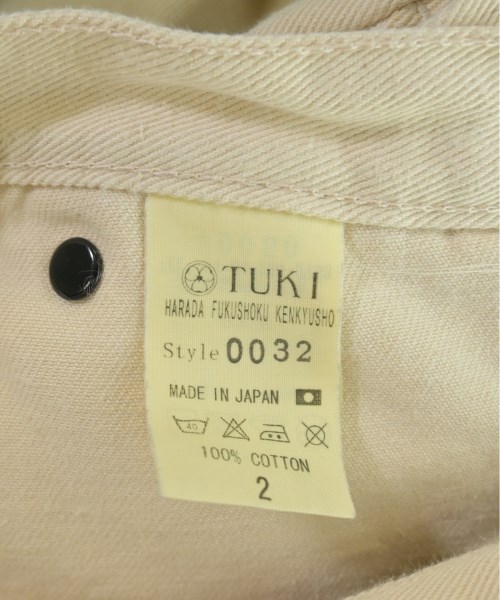 TUKI
HARADA FUKUSHOKU KENKYUSHO
Style 0032
MADE IN JAPAN
40
100% COTTON
2